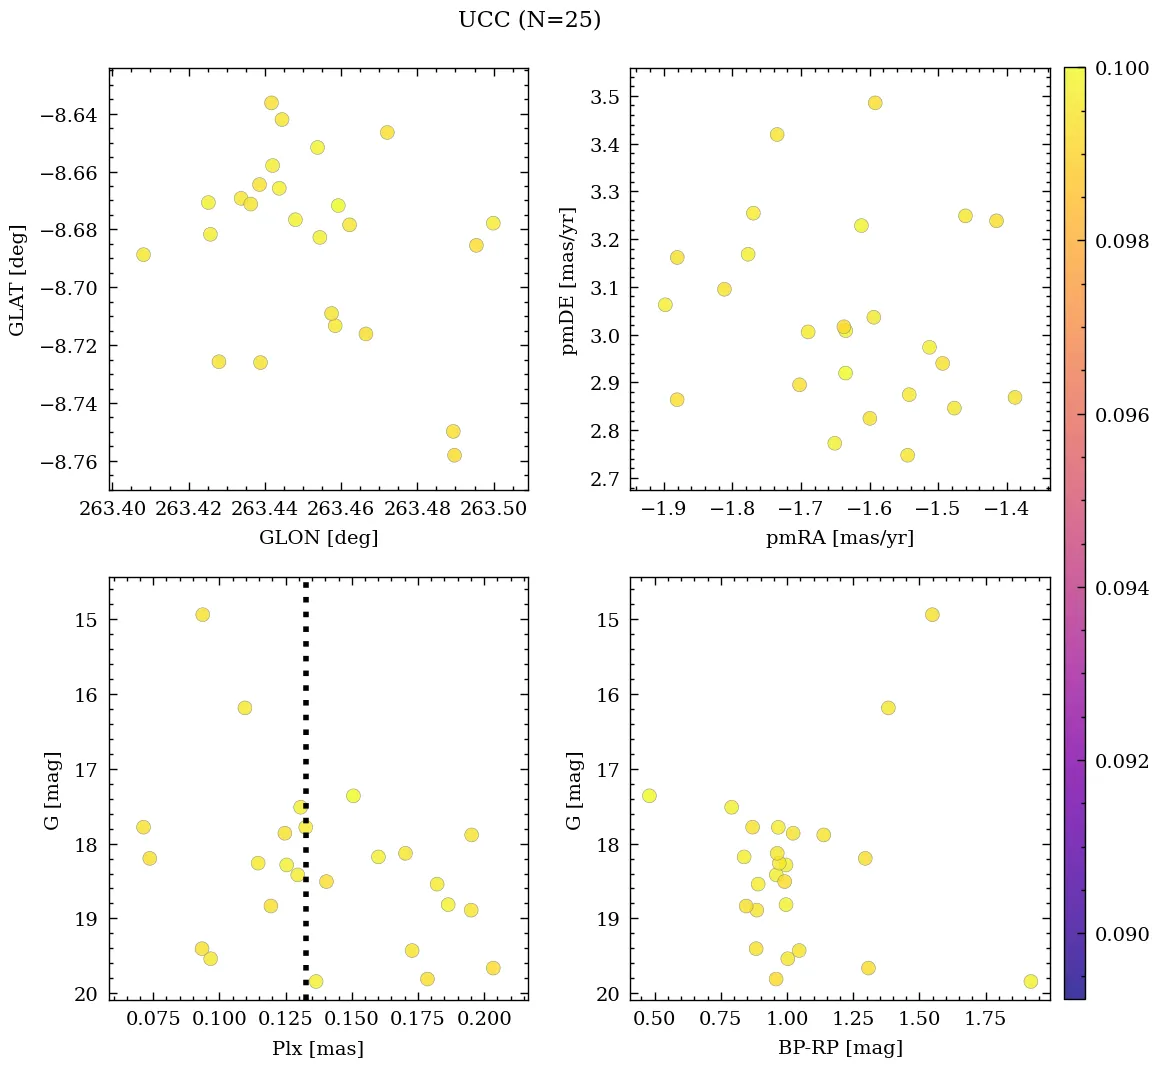 UCC (N=25)
−8.64
−8.66
−8.68
−8.70
−8.72
−8.74
−8.76
GLAT [deg]
263.40 263.42 263.44 263.46 263.48 263.50
GLON [deg]
3.5
3.4
3.3
3.2
3.1
3.0
2.9
2.8
2.7
pmDE [mas/yr]
−1.9 −1.8 −1.7 −1.6 −1.5 −1.4
pmRA [mas/yr]
15
16
17
18
19
20
G [mag]
0.075 0.100 0.125 0.150 0.175 0.200
Plx [mas]
15
16
17
18
19
20
G [mag]
0.50 0.75 1.00 1.25 1.50 1.75
BP-RP [mag]
0.100
0.098
0.096
0.094
0.092
0.090